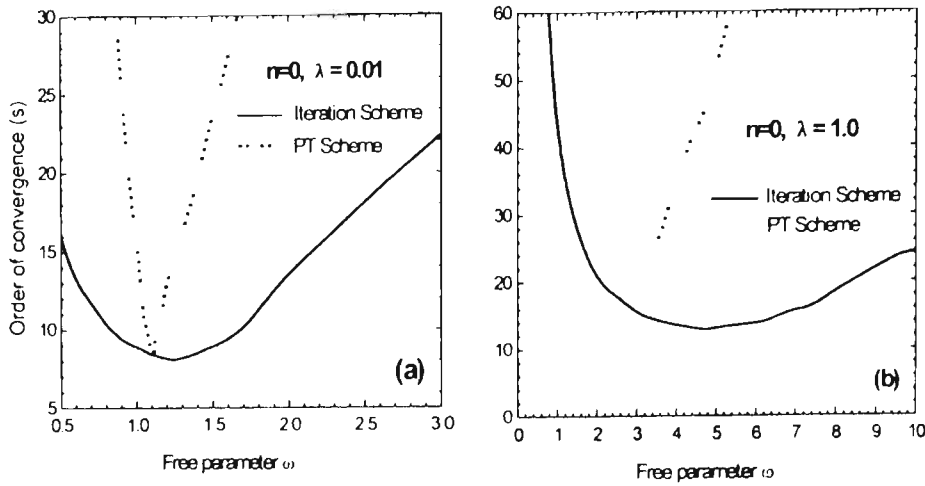 30
25
20
15
10
5
Order of convergence (s)
n=0, λ = 0.01
Iteration Scheme
PT Scheme
(a)
0.5 1.0 1.5 2.0 2.5 3.0
Free parameter ω
60
50
40
30
20
10
0
n=0, λ = 1.0
Iteration Scheme
PT Scheme
(b)
0 1 2 3 4 5 6 7 8 9 10
Free parameter ω